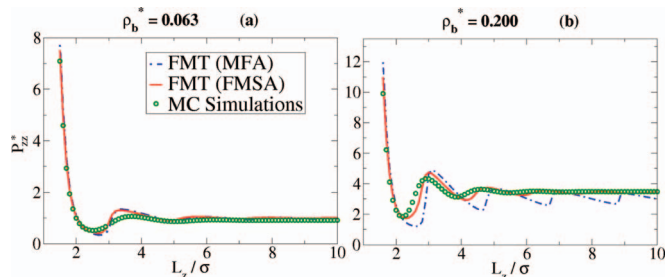 ρb* = 0.063 (a)
ρb* = 0.200 (b)
8
6
4
2
0
Pzz*
FMT (MFA)
FMT (FMSA)
MC Simulations
2 4 6 8 10
Lz / σ
12
10
8
6
4
2
0
2 4 6 8 10
Lz / σ